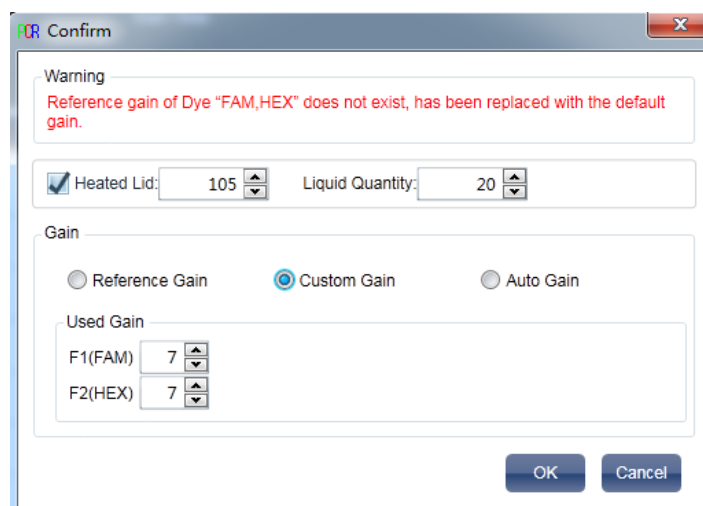 PCR Confirm
Warning
Reference gain of Dye “FAM,HEX” does not exist, has been replaced with the default
gain.
Heated Lid: 105 Liquid Quantity: 20
Gain
Reference Gain Custom Gain Auto Gain
Used Gain
F1(FAM) 7
F2(HEX) 7
OK Cancel